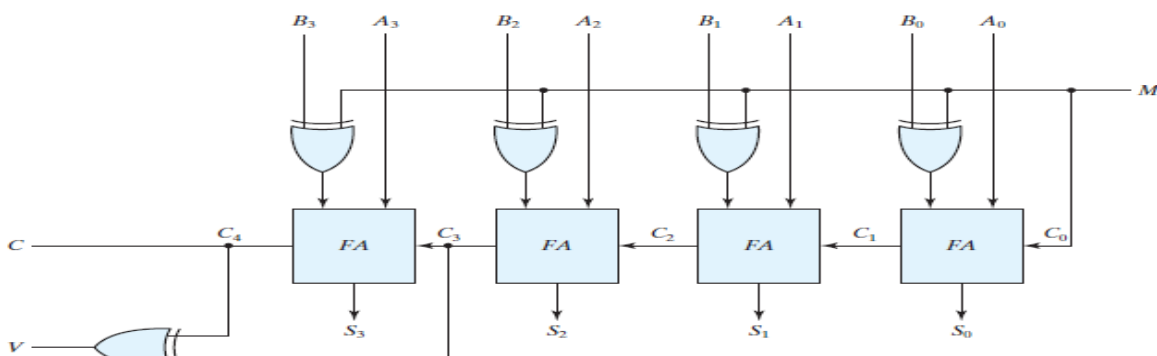 B₃ A₃ B₂ A₂ B₁ A₁ B₀ A₀
M
C C₄ FA C₃ FA C₂ FA C₁ FA C₀
S₃ S₂ S₁ S₀
V